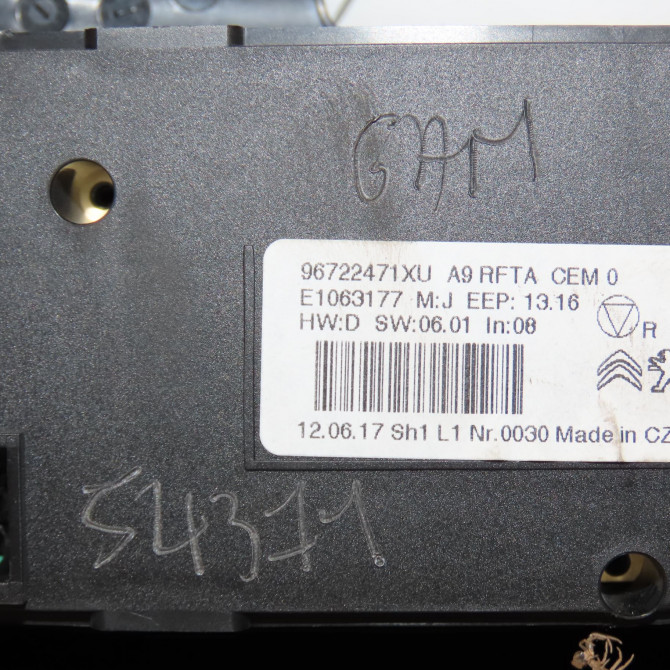 GAM
96722471XU A9 RFTA CEM 0
E1063177 M:J EEP: 13.16
HW:D SW:06.01 In:08
R
12.06.17 Sh1 L1 Nr.0030 Made in CZ
54371